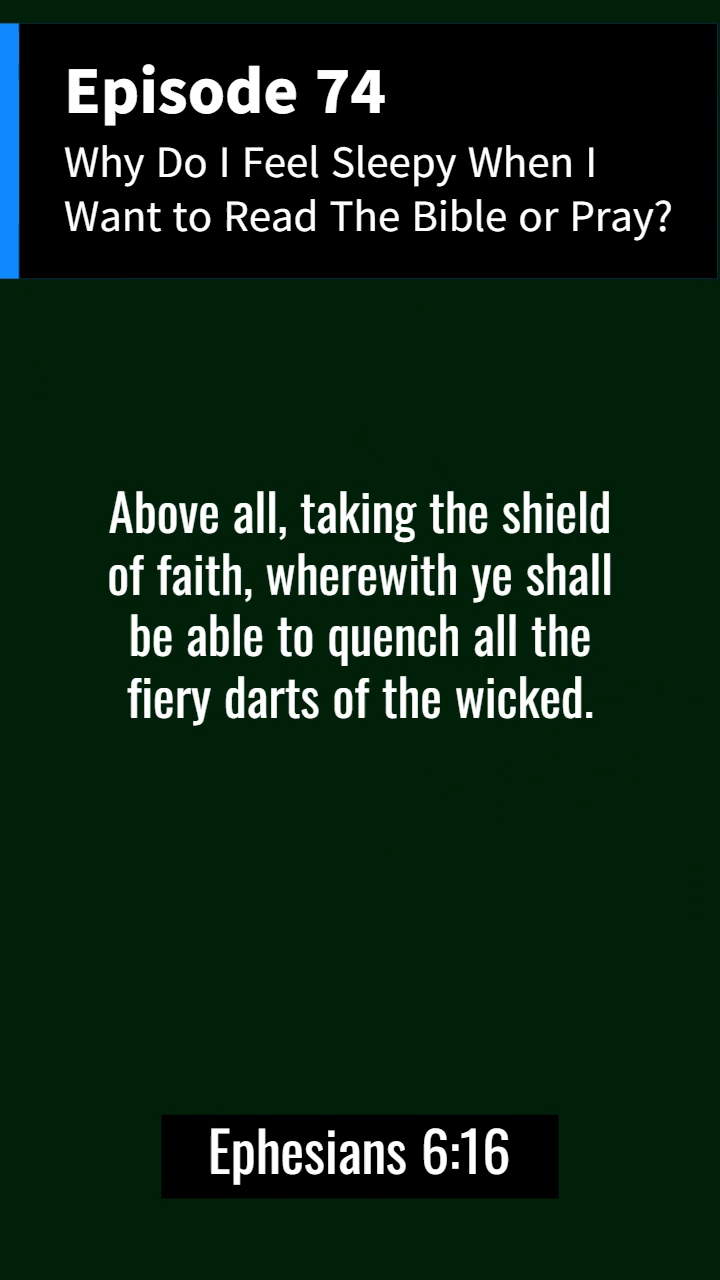 Episode 74
Why Do I Feel Sleepy When I
Want to Read The Bible or Pray?
Above all, taking the shield
of faith, wherewith ye shall
be able to quench all the
fiery darts of the wicked.
Ephesians 6:16